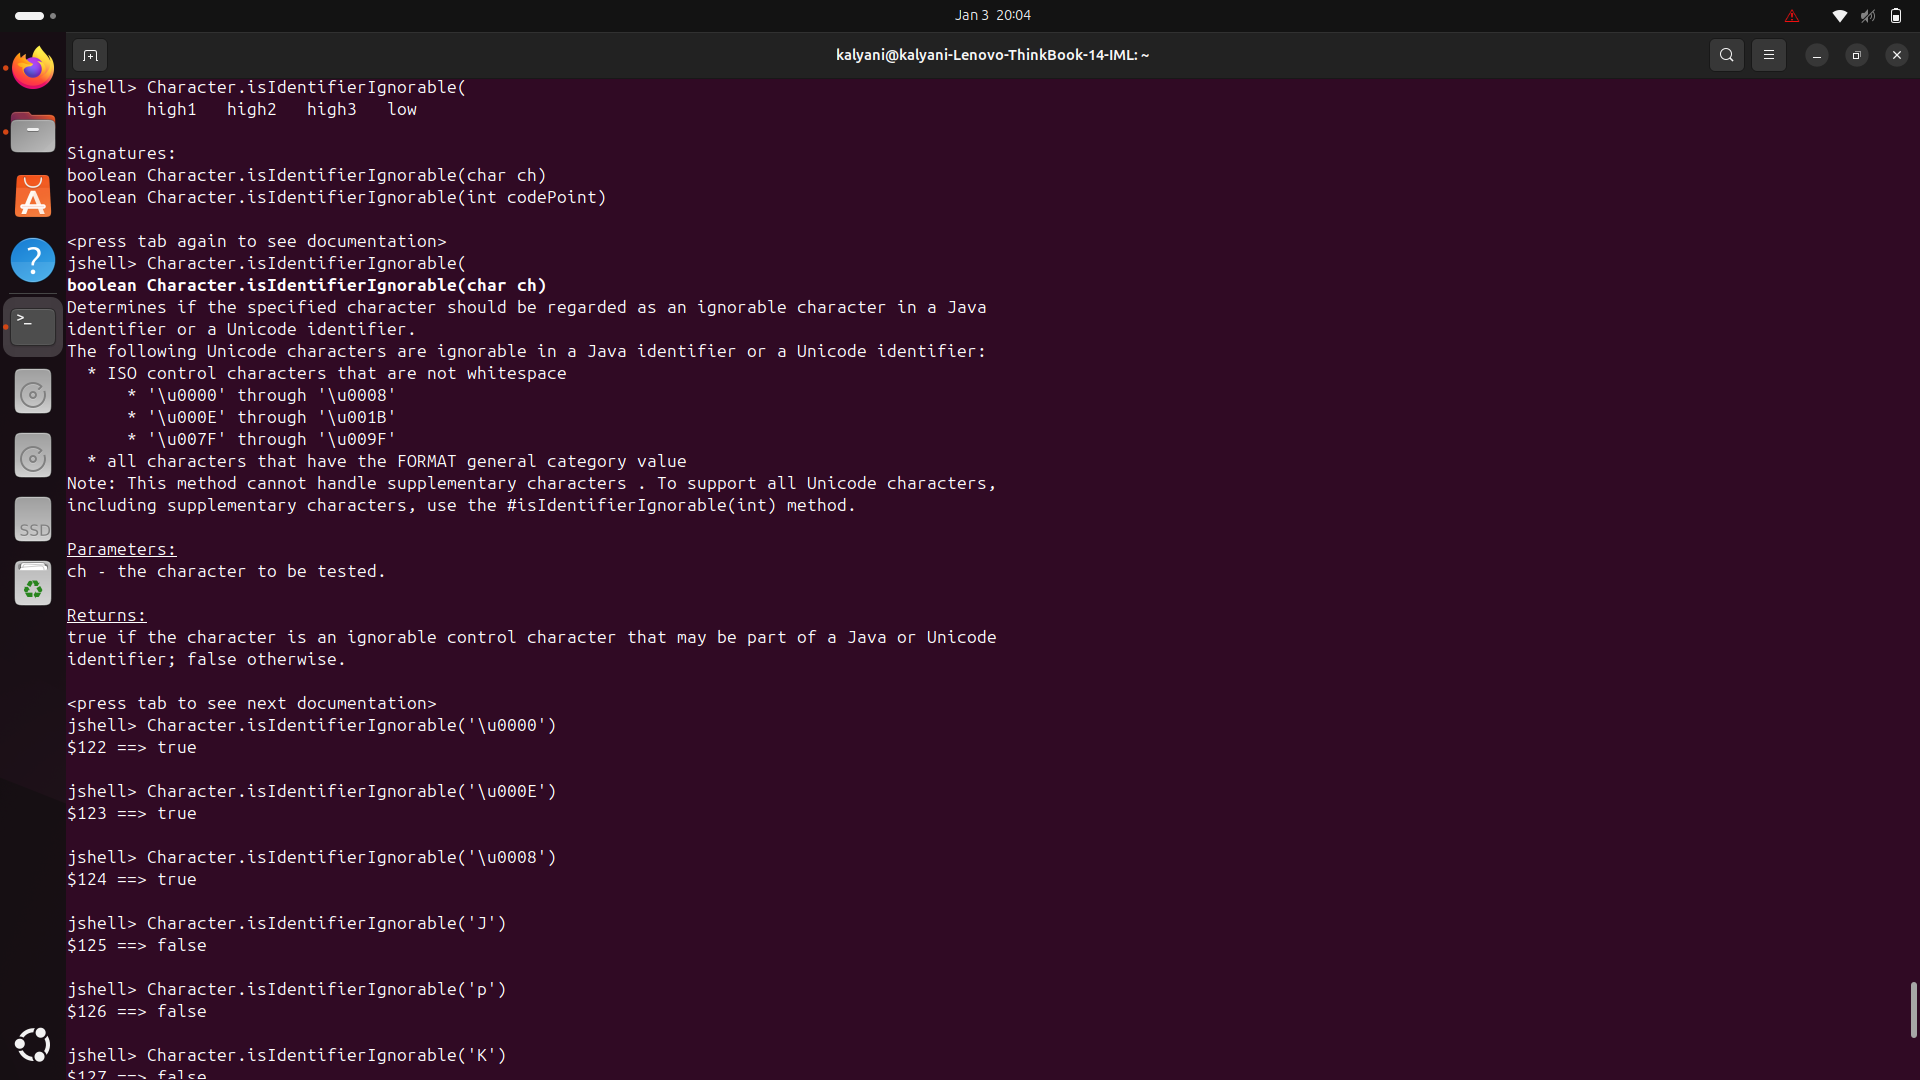 Jan 3 20:04
kalyani@kalyani-Lenovo-ThinkBook-14-IML: ~
jshell> Character.isIdentifierIgnorable(
high    high1   high2   high3   low

Signatures:
boolean Character.isIdentifierIgnorable(char ch)
boolean Character.isIdentifierIgnorable(int codePoint)

<press tab again to see documentation>
jshell> Character.isIdentifierIgnorable(
boolean Character.isIdentifierIgnorable(char ch)
Determines if the specified character should be regarded as an ignorable character in a Java
identifier or a Unicode identifier.
The following Unicode characters are ignorable in a Java identifier or a Unicode identifier:
  * ISO control characters that are not whitespace
      * '\u0000' through '\u0008'
      * '\u000E' through '\u001B'
      * '\u007F' through '\u009F'
  * all characters that have the FORMAT general category value
Note: This method cannot handle supplementary characters . To support all Unicode characters,
including supplementary characters, use the #isIdentifierIgnorable(int) method.

Parameters:
ch - the character to be tested.

Returns:
true if the character is an ignorable control character that may be part of a Java or Unicode
identifier; false otherwise.

<press tab to see next documentation>
jshell> Character.isIdentifierIgnorable('\u0000')
$122 ==> true

jshell> Character.isIdentifierIgnorable('\u000E')
$123 ==> true

jshell> Character.isIdentifierIgnorable('\u0008')
$124 ==> true

jshell> Character.isIdentifierIgnorable('J')
$125 ==> false

jshell> Character.isIdentifierIgnorable('p')
$126 ==> false

jshell> Character.isIdentifierIgnorable('K')
$127 ==> false
SSD